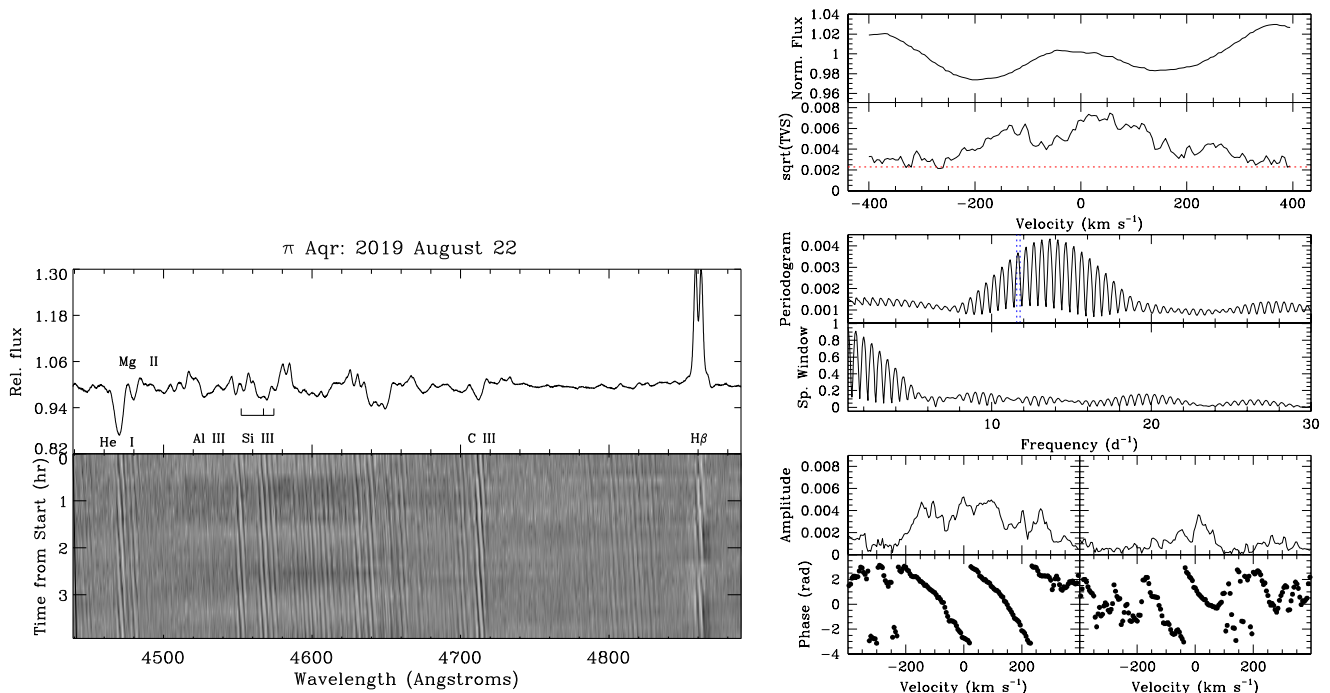 π Aqr: 2019 August 22
1.30
1.18
1.06
0.94
0.82
Rel. flux
Mg II
He I
Al III
Si III
C III
Hβ
0
1
2
3
Time from Start (hr)
4500
4600
4700
4800
Wavelength (Angstroms)
1.04
1.02
1
0.98
0.96
Norm. Flux
0.008
0.006
0.004
0.002
0
sqrt(TVS)
−400
−200
0
200
400
Velocity (km s⁻¹)
0.004
0.003
0.002
0.001
Periodogram
1
0.8
0.6
0.4
0.2
0
Sp. Window
10
20
30
Frequency (d⁻¹)
0.008
0.006
0.004
0.002
0
Amplitude
2
0
−2
−4
Phase (rad)
−200
0
200
−200
0
200
Velocity (km s⁻¹)
Velocity (km s⁻¹)